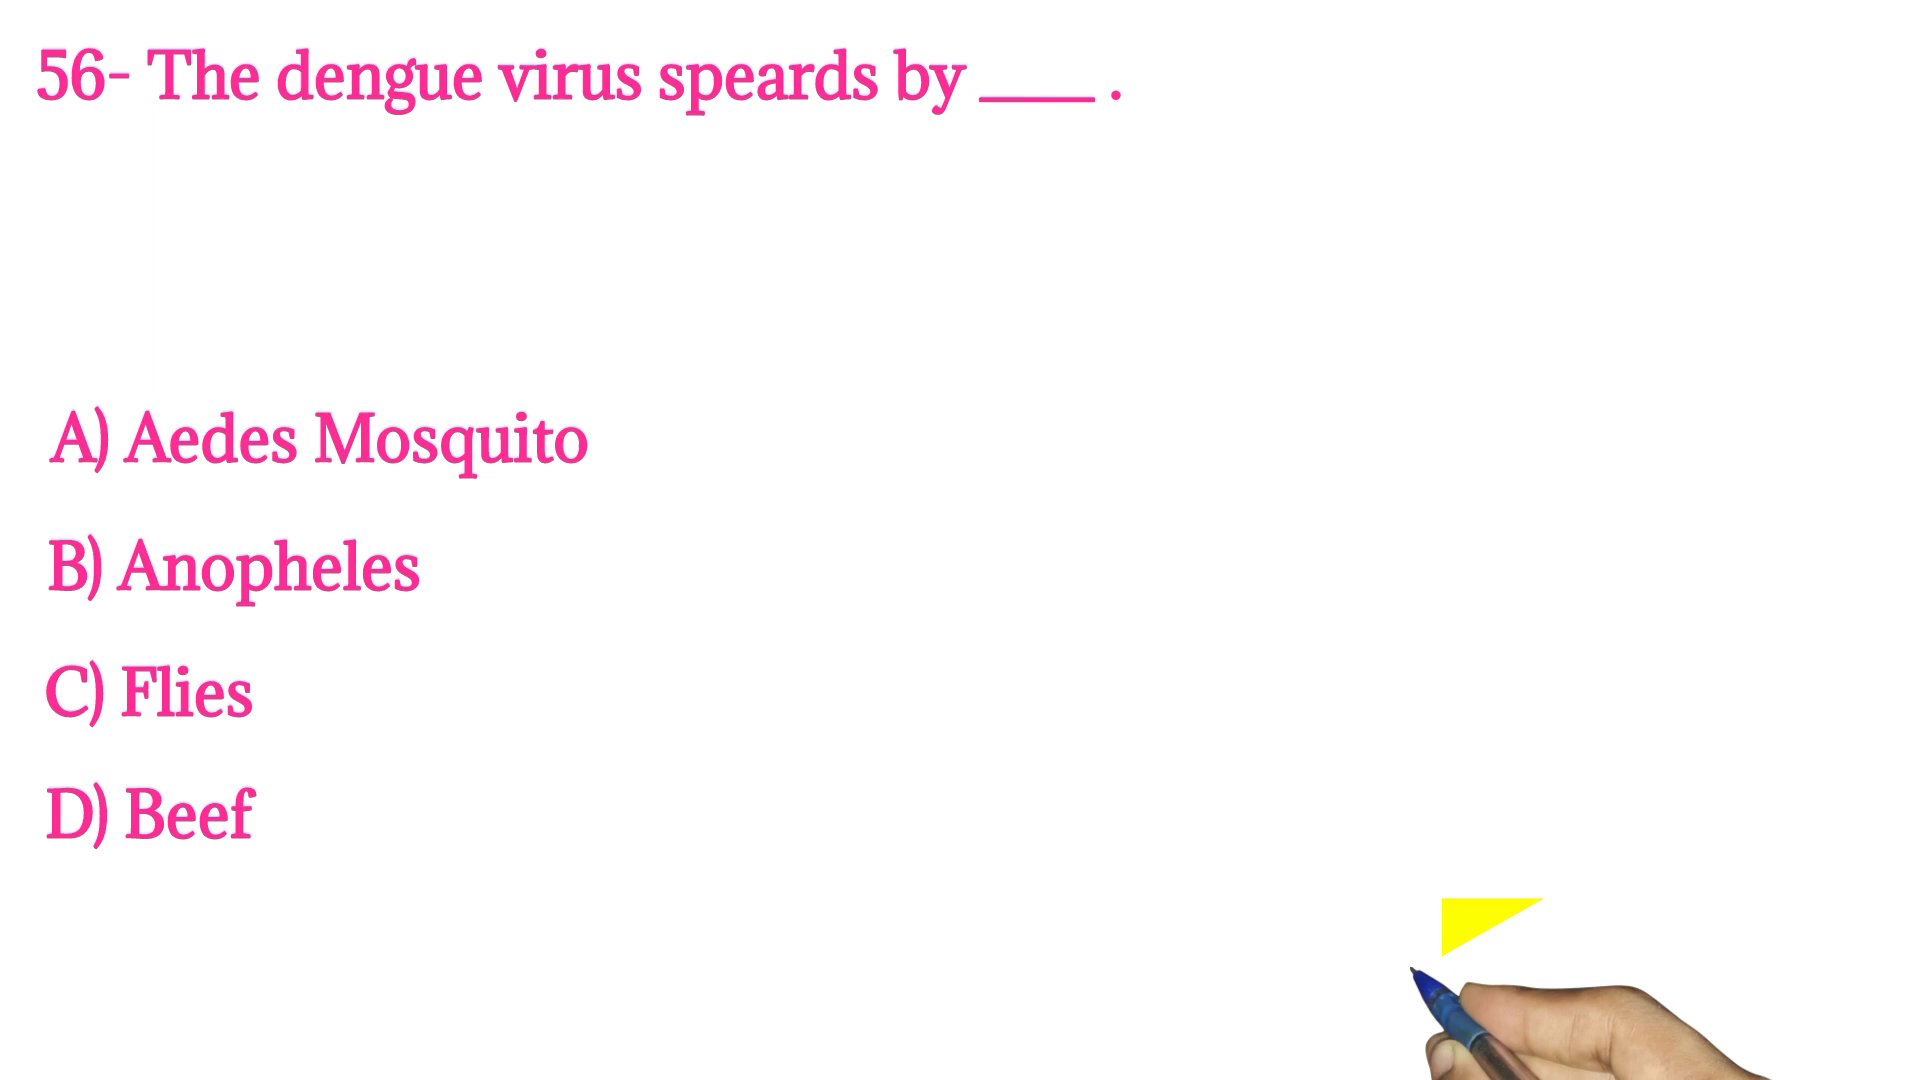 56- The dengue virus speards by ____ .
A) Aedes Mosquito
B) Anopheles
C) Flies
D) Beef